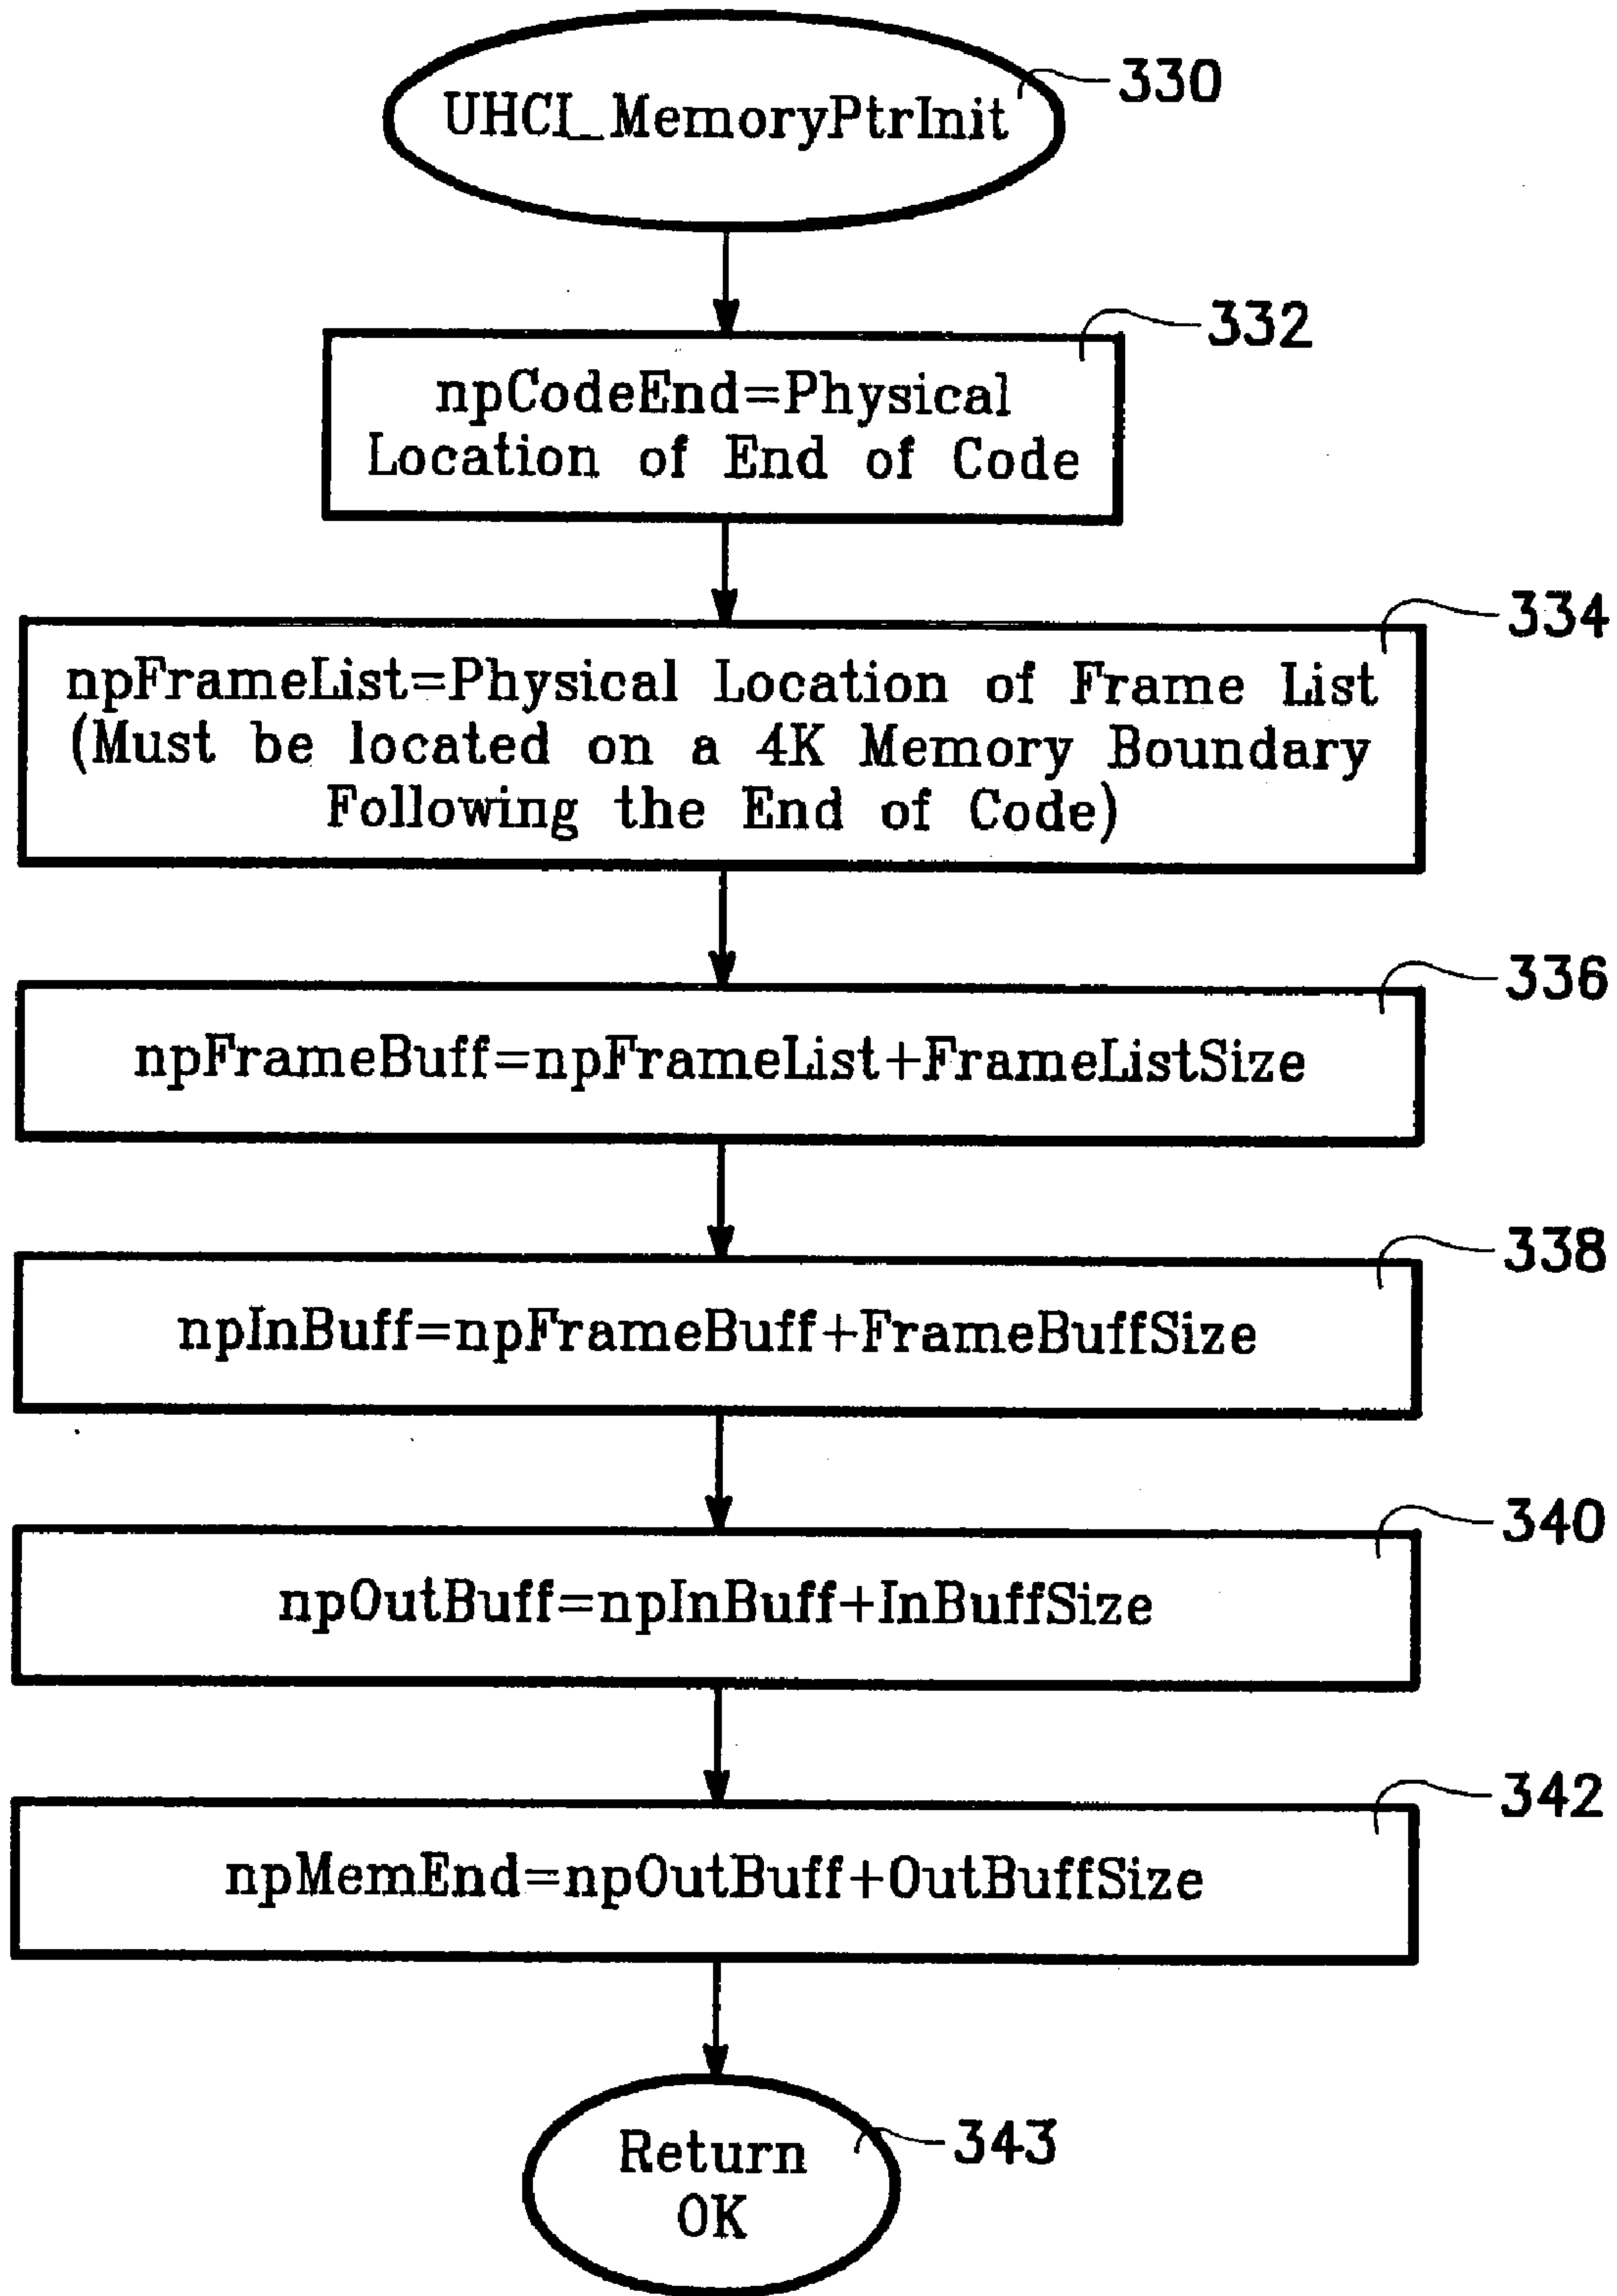 UHCI_MemoryPtrInit
330
332
npCodeEnd=Physical
Location of End of Code
334
npFrameList=Physical Location of Frame List
(Must be located on a 4K Memory Boundary
Following the End of Code)
336
npFrameBuff=npFrameList+FrameListSize
338
npInBuff=npFrameBuff+FrameBuffSize
340
npOutBuff=npInBuff+InBuffSize
342
npMemEnd=npOutBuff+OutBuffSize
343
Return
OK